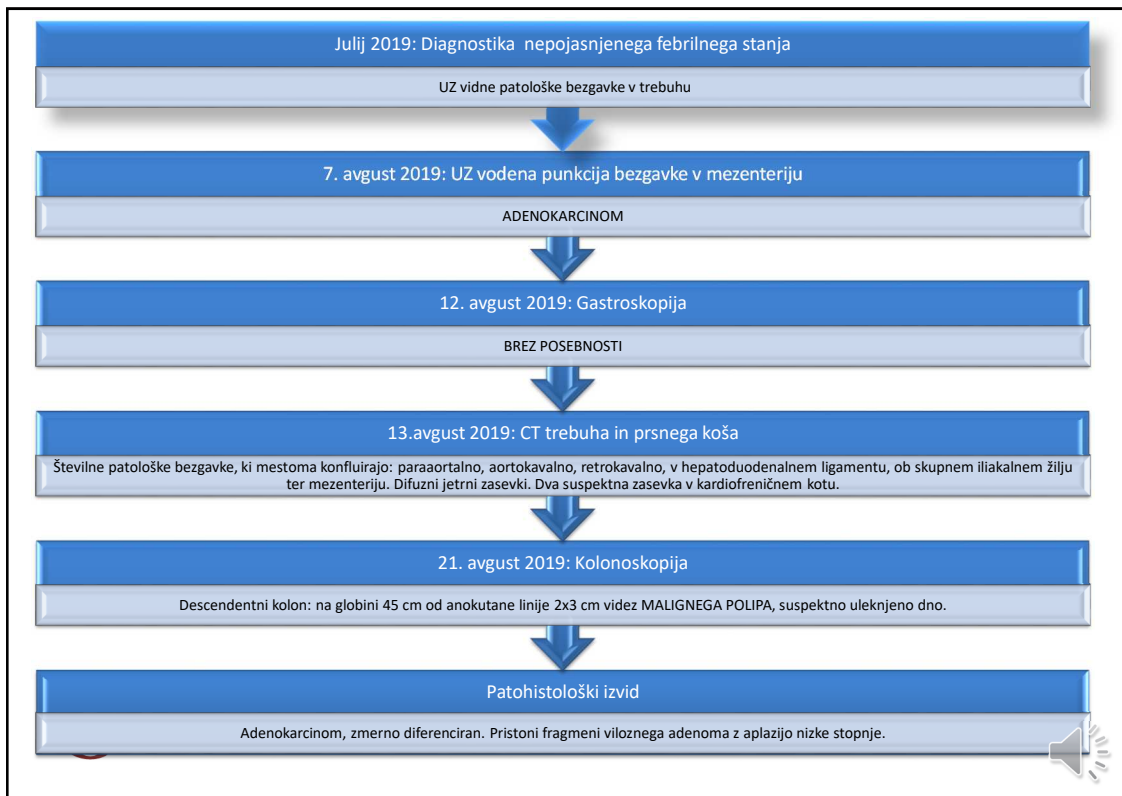 Julij 2019: Diagnostika  nepojasnjenega febrilnega stanja
UZ vidne patološke bezgavke v trebuhu
7. avgust 2019: UZ vodena punkcija bezgavke v mezenteriju
ADENOKARCINOM
12. avgust 2019: Gastroskopija
BREZ POSEBNOSTI
13.avgust 2019: CT trebuha in prsnega koša
Številne patološke bezgavke, ki mestoma konfluirajo: paraaortalno, aortokavalno, retrokavalno, v hepatoduodenalnem ligamentu, ob skupnem iliakalnem žilju
ter mezenteriju. Difuzni jetrni zasevki. Dva suspektna zasevka v kardiofreničnem kotu.
21. avgust 2019: Kolonoskopija
Descendentni kolon: na globini 45 cm od anokutane linije 2x3 cm videz MALIGNEGA POLIPA, suspektno uleknjeno dno.
Patohistološki izvid
Adenokarcinom, zmerno diferenciran. Pristoni fragmeni viloznega adenoma z aplazijo nizke stopnje.